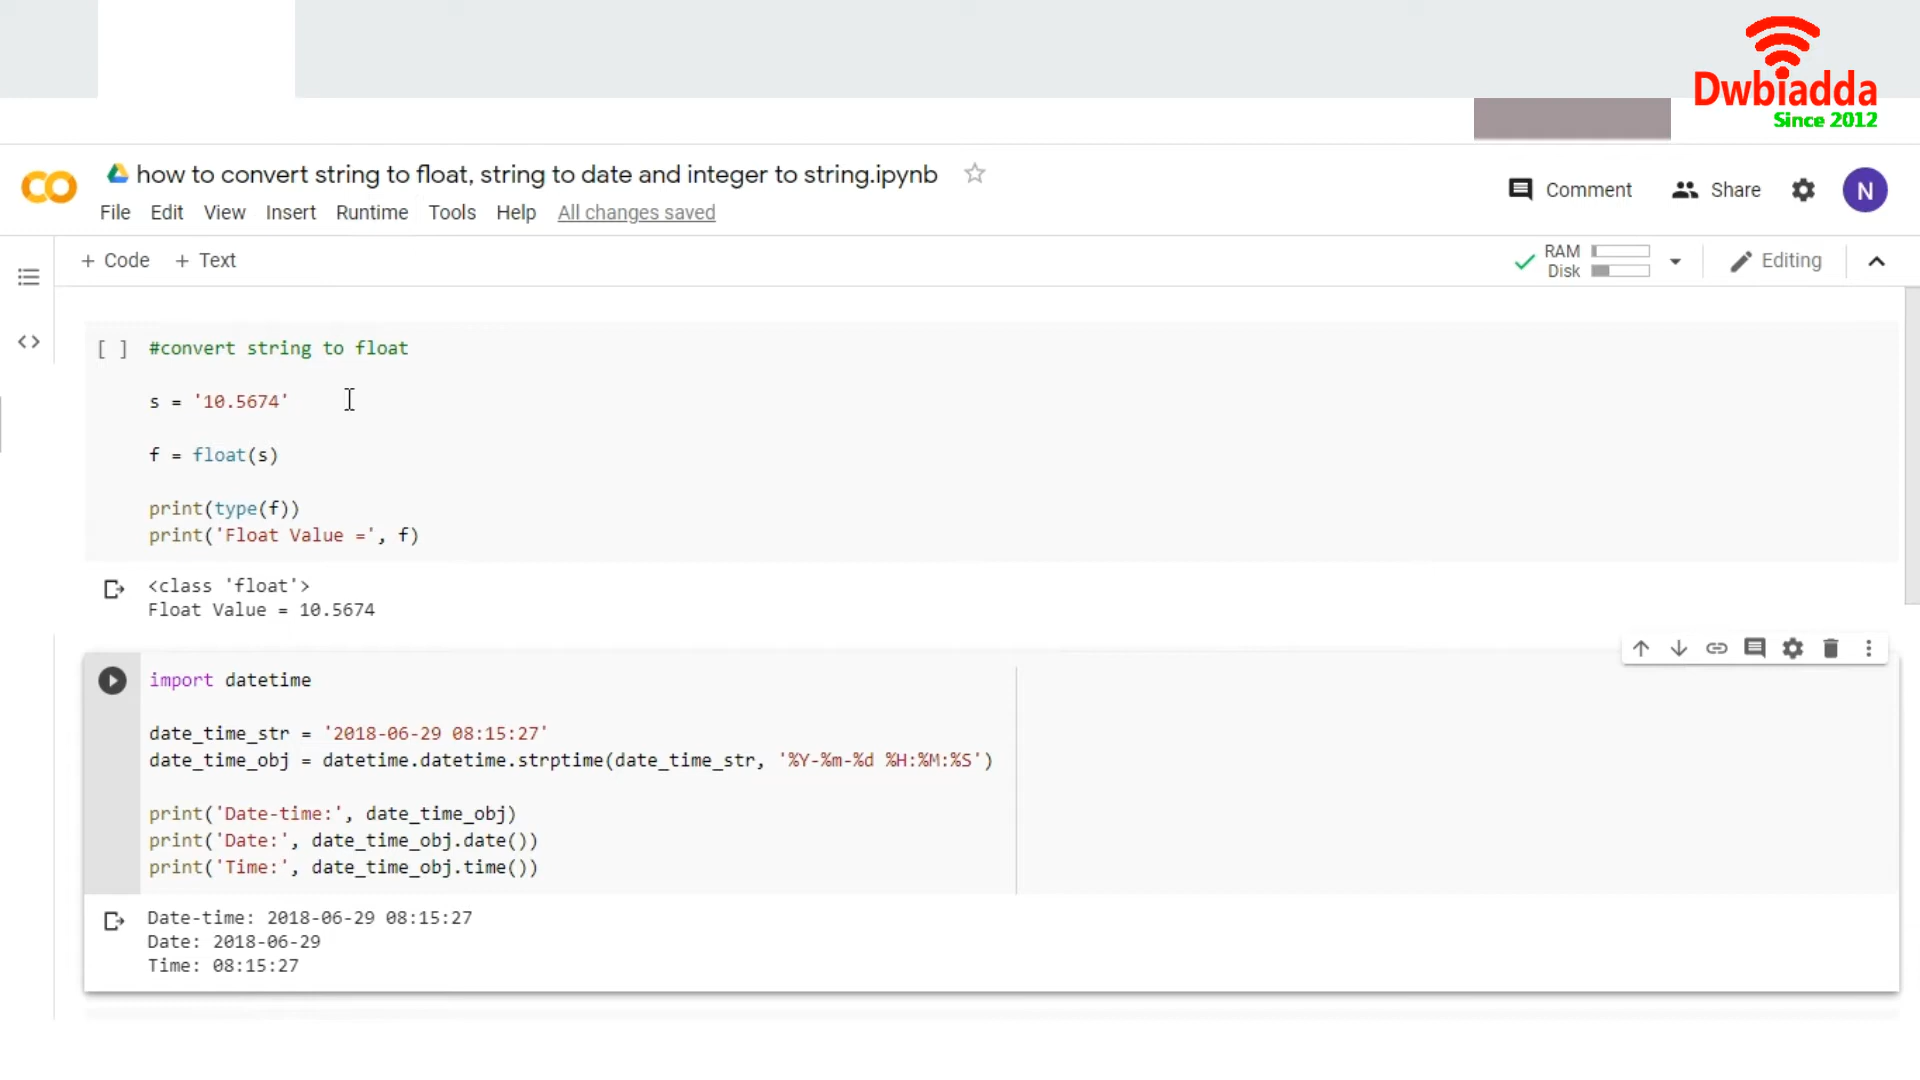 Dwbiadda
Since 2012
CO how to convert string to float, string to date and integer to string.ipynb
Comment Share N
File Edit View Insert Runtime Tools Help All changes saved
+ Code + Text
RAM
Disk
Editing
[ ] #convert string to float
s = '10.5674'
f = float(s)
print(type(f))
print('Float Value =', f)
<class 'float'>
Float Value = 10.5674
import datetime
date_time_str = '2018-06-29 08:15:27'
date_time_obj = datetime.datetime.strptime(date_time_str, '%Y-%m-%d %H:%M:%S')
print('Date-time:', date_time_obj)
print('Date:', date_time_obj.date())
print('Time:', date_time_obj.time())
Date-time: 2018-06-29 08:15:27
Date: 2018-06-29
Time: 08:15:27